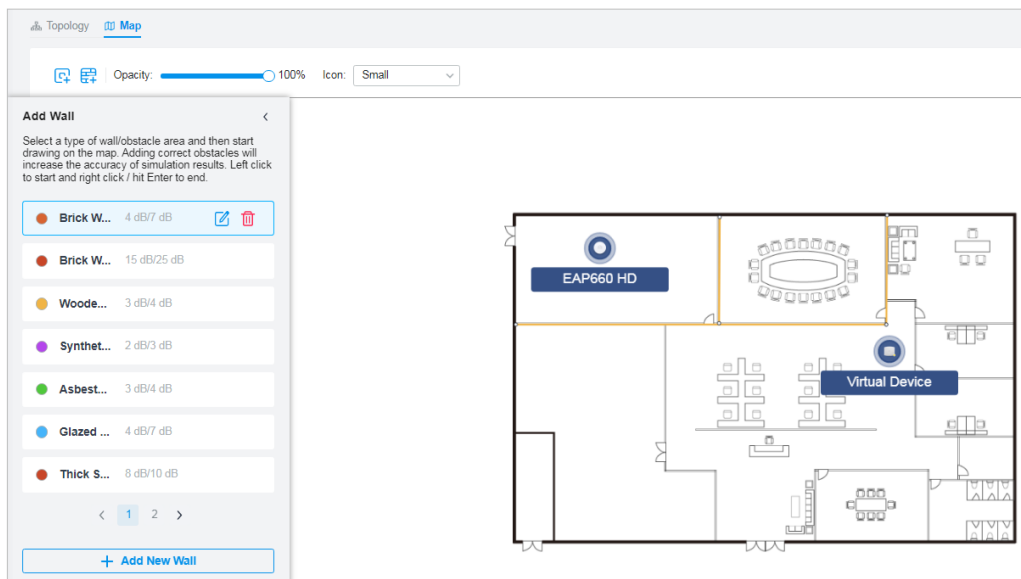 Topology Map
Opacity: 100% Icon: Small
Add Wall
Select a type of wall/obstacle area and then start
drawing on the map. Adding correct obstacles will
increase the accuracy of simulation results. Left click
to start and right click / hit Enter to end.
Brick W... 4 dB/7 dB
Brick W... 15 dB/25 dB
Woode... 3 dB/4 dB
Synthet... 2 dB/3 dB
Asbest... 3 dB/4 dB
Glazed ... 4 dB/7 dB
Thick S... 8 dB/10 dB
< 1 2 >
+ Add New Wall
EAP660 HD
Virtual Device